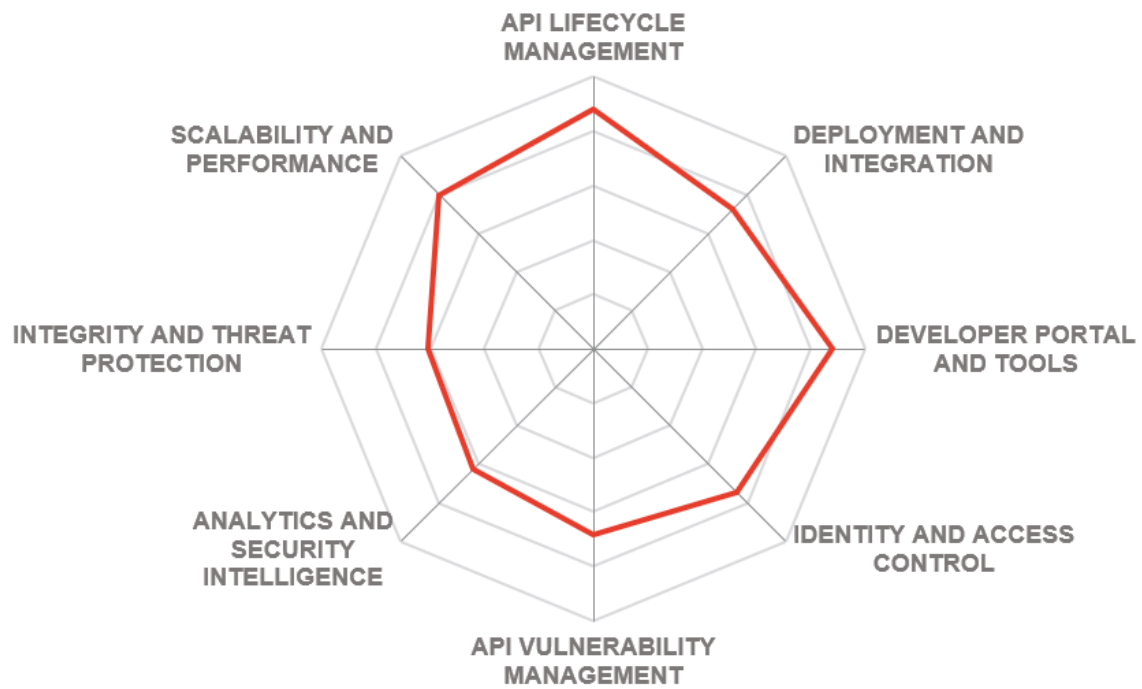 API LIFECYCLE
MANAGEMENT
DEPLOYMENT AND
INTEGRATION
DEVELOPER PORTAL
AND TOOLS
IDENTITY AND ACCESS
CONTROL
API VULNERABILITY
MANAGEMENT
ANALYTICS AND
SECURITY
INTELLIGENCE
INTEGRITY AND THREAT
PROTECTION
SCALABILITY AND
PERFORMANCE